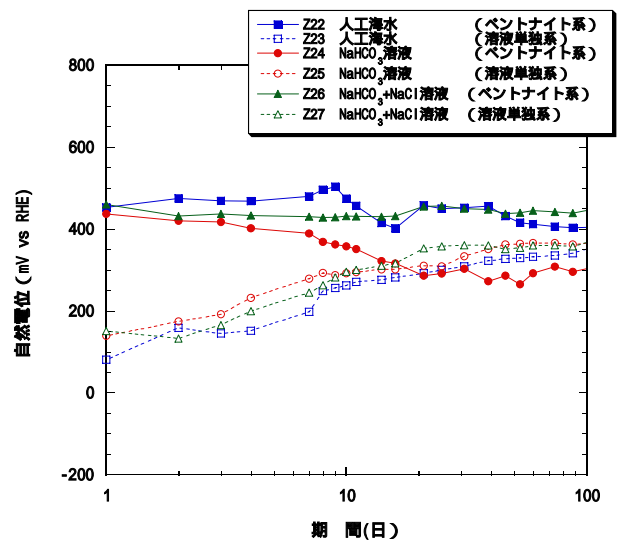 Z22 人工海水 (ベントナイト系)
Z23 人工海水 (溶液単独系)
Z24 NaHCO3溶液 (ベントナイト系)
Z25 NaHCO3溶液 (溶液単独系)
Z26 NaHCO3+NaCl溶液 (ベントナイト系)
Z27 NaHCO3+NaCl溶液 (溶液単独系)
800
600
400
200
0
-200
自然電位(mV vs RHE)
1 10 100
期 間(日)